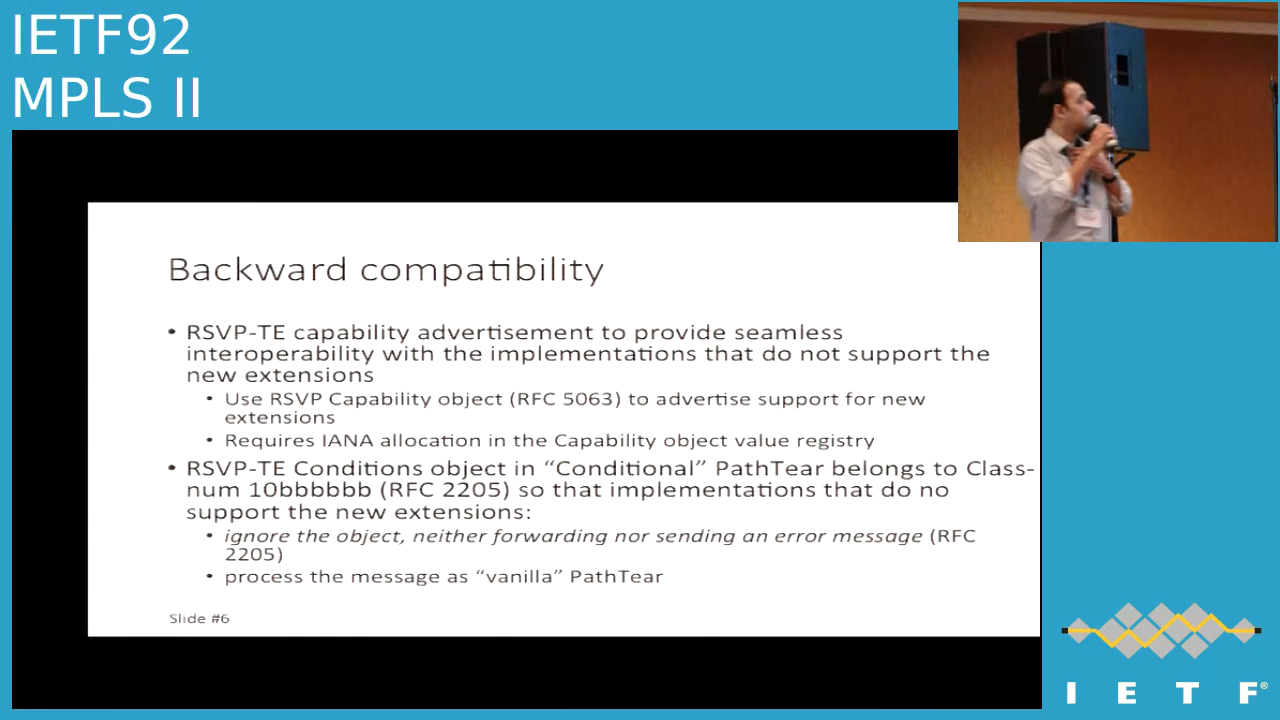 IETF92
MPLS II
Backward compatibility
• RSVP-TE capability advertisement to provide seamless
interoperability with the implementations that do not support the
new extensions
• Use RSVP Capability object (RFC 5063) to advertise support for new
extensions
• Requires IANA allocation in the Capability object value registry
• RSVP-TE Conditions object in “Conditional” PathTear belongs to Class-
num 10bbbbbb (RFC 2205) so that implementations that do no
support the new extensions:
• ignore the object, neither forwarding nor sending an error message (RFC
2205)
• process the message as “vanilla” PathTear
Slide #6
I E T F®